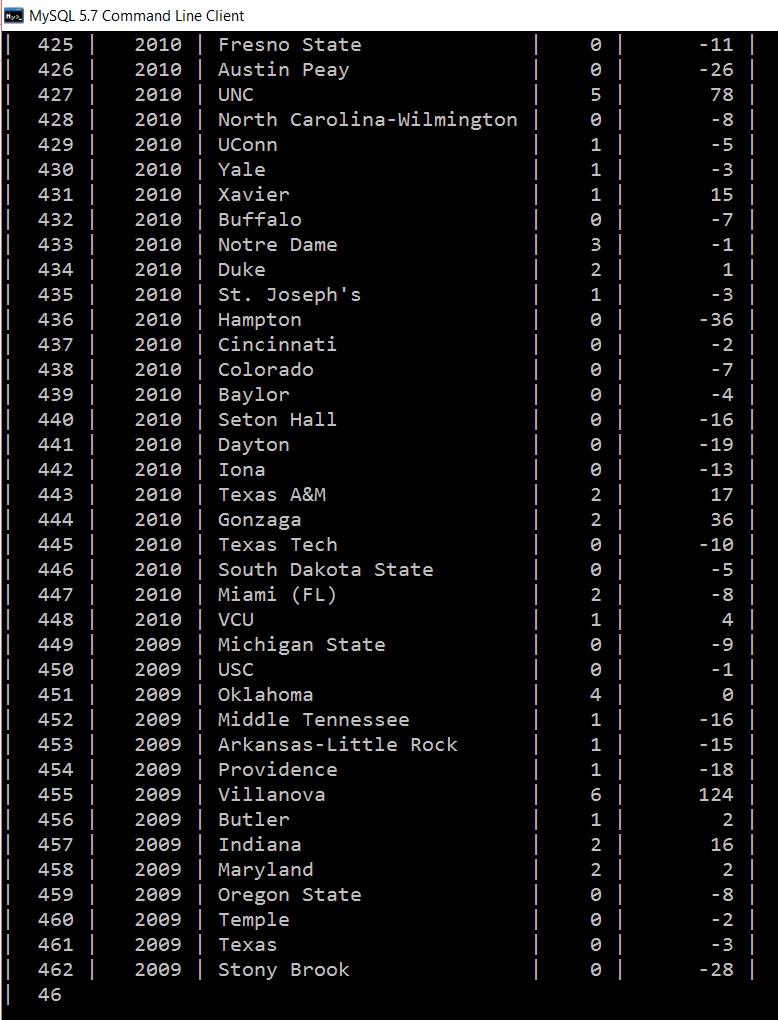 MySQL 5.7 Command Line Client
| 425 | 2010 | Fresno State | 0 | -11 |
| 426 | 2010 | Austin Peay | 0 | -26 |
| 427 | 2010 | UNC | 5 | 78 |
| 428 | 2010 | North Carolina-Wilmington | 0 | -8 |
| 429 | 2010 | UConn | 1 | -5 |
| 430 | 2010 | Yale | 1 | -3 |
| 431 | 2010 | Xavier | 1 | 15 |
| 432 | 2010 | Buffalo | 0 | -7 |
| 433 | 2010 | Notre Dame | 3 | -1 |
| 434 | 2010 | Duke | 2 | 1 |
| 435 | 2010 | St. Joseph's | 1 | -3 |
| 436 | 2010 | Hampton | 0 | -36 |
| 437 | 2010 | Cincinnati | 0 | -2 |
| 438 | 2010 | Colorado | 0 | -7 |
| 439 | 2010 | Baylor | 0 | -4 |
| 440 | 2010 | Seton Hall | 0 | -16 |
| 441 | 2010 | Dayton | 0 | -19 |
| 442 | 2010 | Iona | 0 | -13 |
| 443 | 2010 | Texas A&M | 2 | 17 |
| 444 | 2010 | Gonzaga | 2 | 36 |
| 445 | 2010 | Texas Tech | 0 | -10 |
| 446 | 2010 | South Dakota State | 0 | -5 |
| 447 | 2010 | Miami (FL) | 2 | -8 |
| 448 | 2010 | VCU | 1 | 4 |
| 449 | 2009 | Michigan State | 0 | -9 |
| 450 | 2009 | USC | 0 | -1 |
| 451 | 2009 | Oklahoma | 4 | 0 |
| 452 | 2009 | Middle Tennessee | 1 | -16 |
| 453 | 2009 | Arkansas-Little Rock | 1 | -15 |
| 454 | 2009 | Providence | 1 | -18 |
| 455 | 2009 | Villanova | 6 | 124 |
| 456 | 2009 | Butler | 1 | 2 |
| 457 | 2009 | Indiana | 2 | 16 |
| 458 | 2009 | Maryland | 2 | 2 |
| 459 | 2009 | Oregon State | 0 | -8 |
| 460 | 2009 | Temple | 0 | -2 |
| 461 | 2009 | Texas | 0 | -3 |
| 462 | 2009 | Stony Brook | 0 | -28 |
| 46